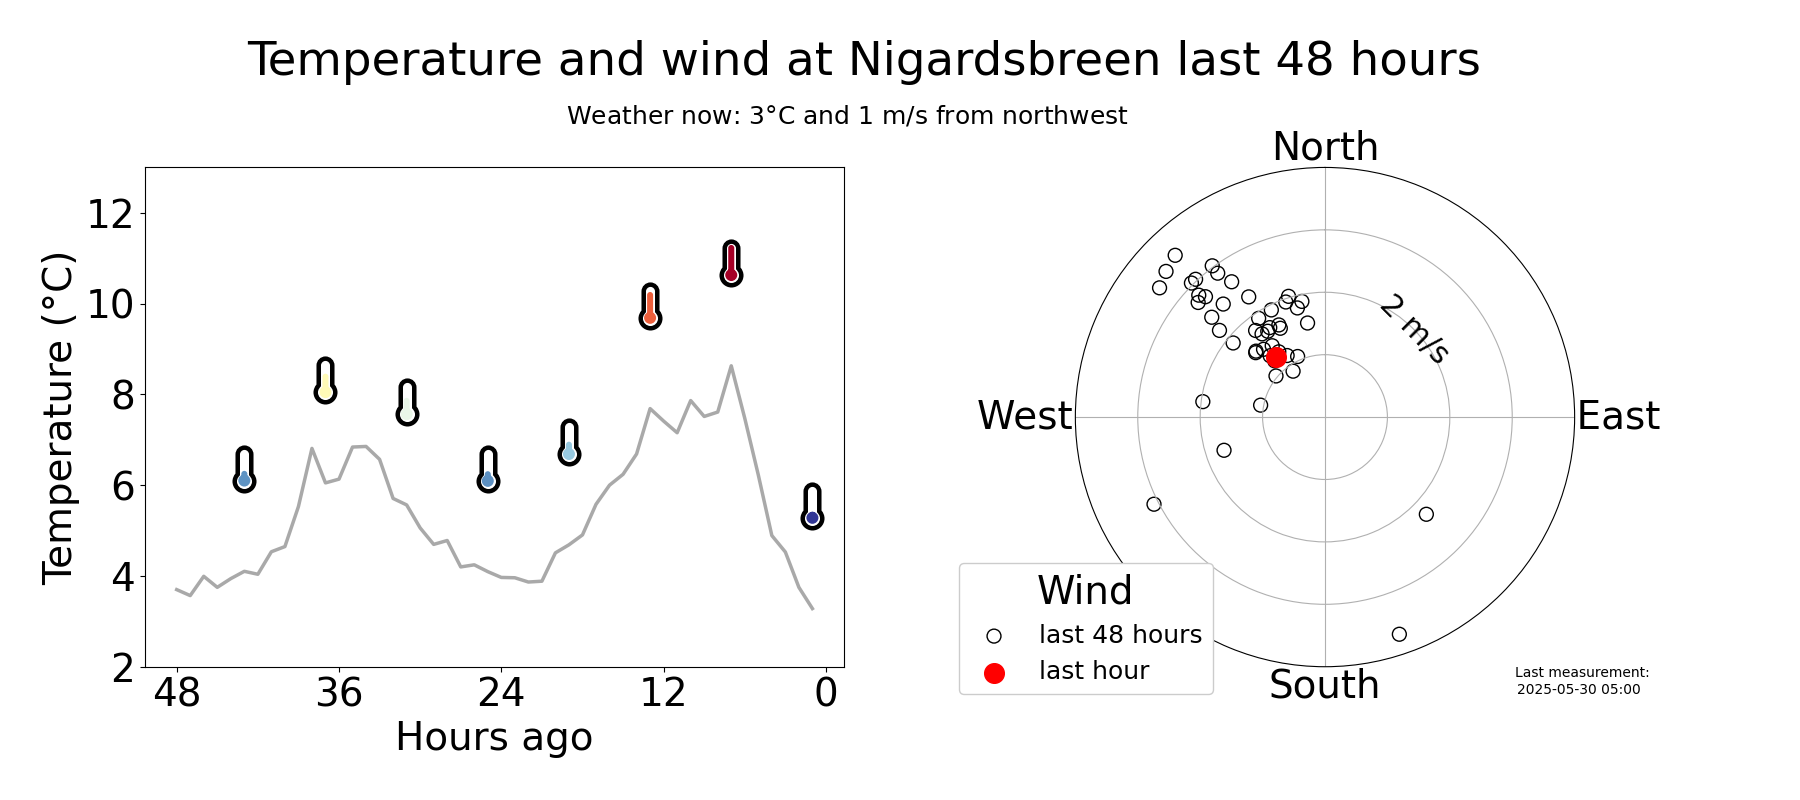 Temperature and wind at Nigardsbreen last 48 hours
Weather now: 3°C and 1 m/s from northwest
Temperature (°C)
12
10
8
6
4
2
48 36 24 12 0
Hours ago
North
West
East
South
2 m/s
Wind
last 48 hours
last hour
Last measurement:
2025-05-30 05:00